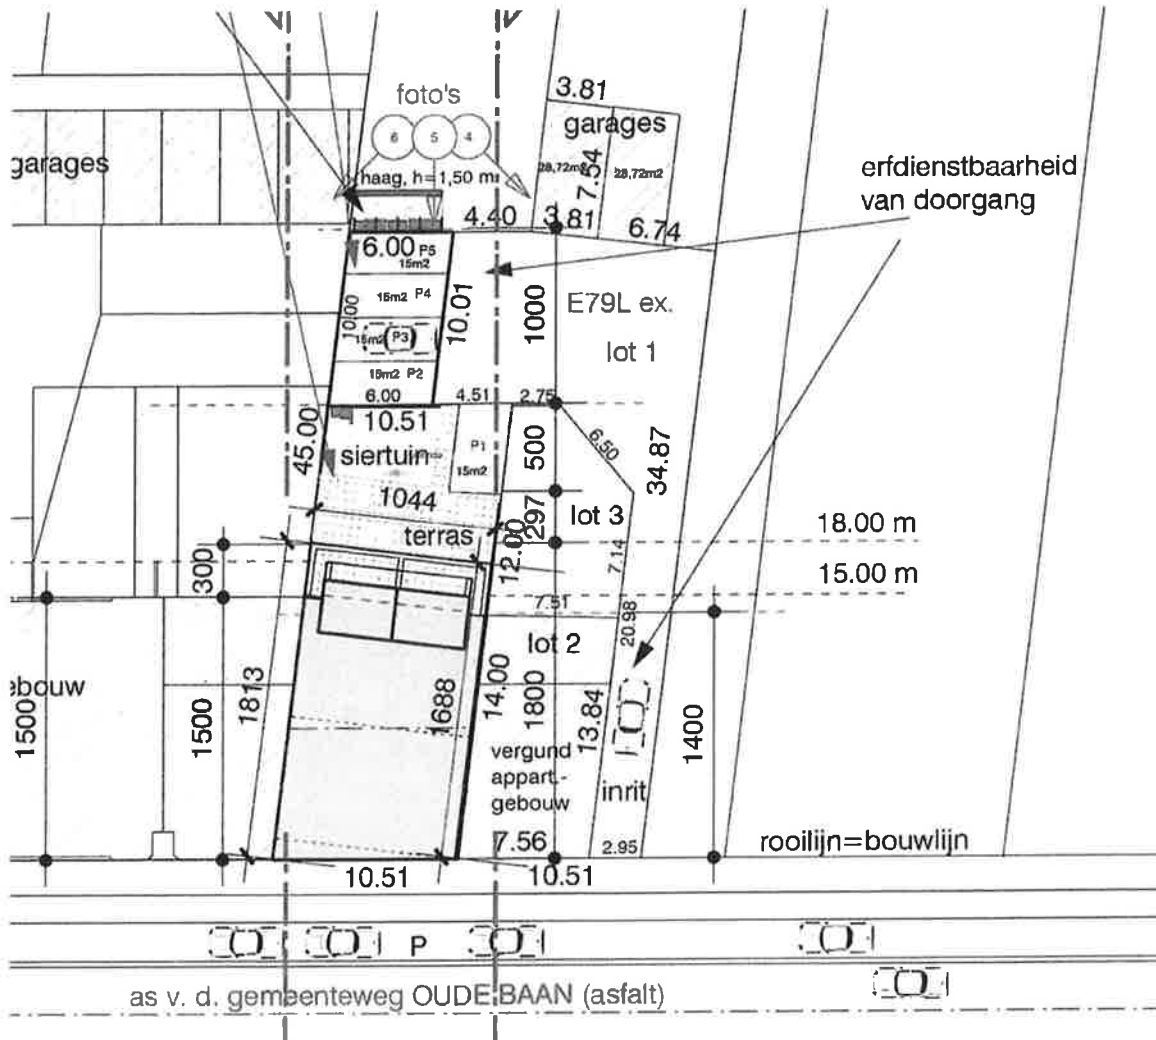 foto's
6 5 4
haag, h=1,50 m
3.81
garages
28,72m2
7.54
28,72m2
garages
erfdienstbaarheid
van doorgang
4.40
3.81
6.74
6.00 P5
15m2
15m2 P4
10.00
15m2 P3
15m2 P2
6.00
10.01
1000
E79L ex.
lot 1
4.51
2.75
10.51
45.00
siertuin
P1
15m2
500
6.50
34.87
1044
297
lot 3
terras
12.00
7.14
18.00 m
15.00 m
300
7.51
20.98
lot 2
ebouw
1500
1813
1500
1688
14.00
1800
13.84
1400
vergund
appart.-
gebouw
inrit
7.56
2.95
rooilijn=bouwlijn
10.51
10.51
P
as v. d. gemeenteweg OUDE BAAN (asfalt)